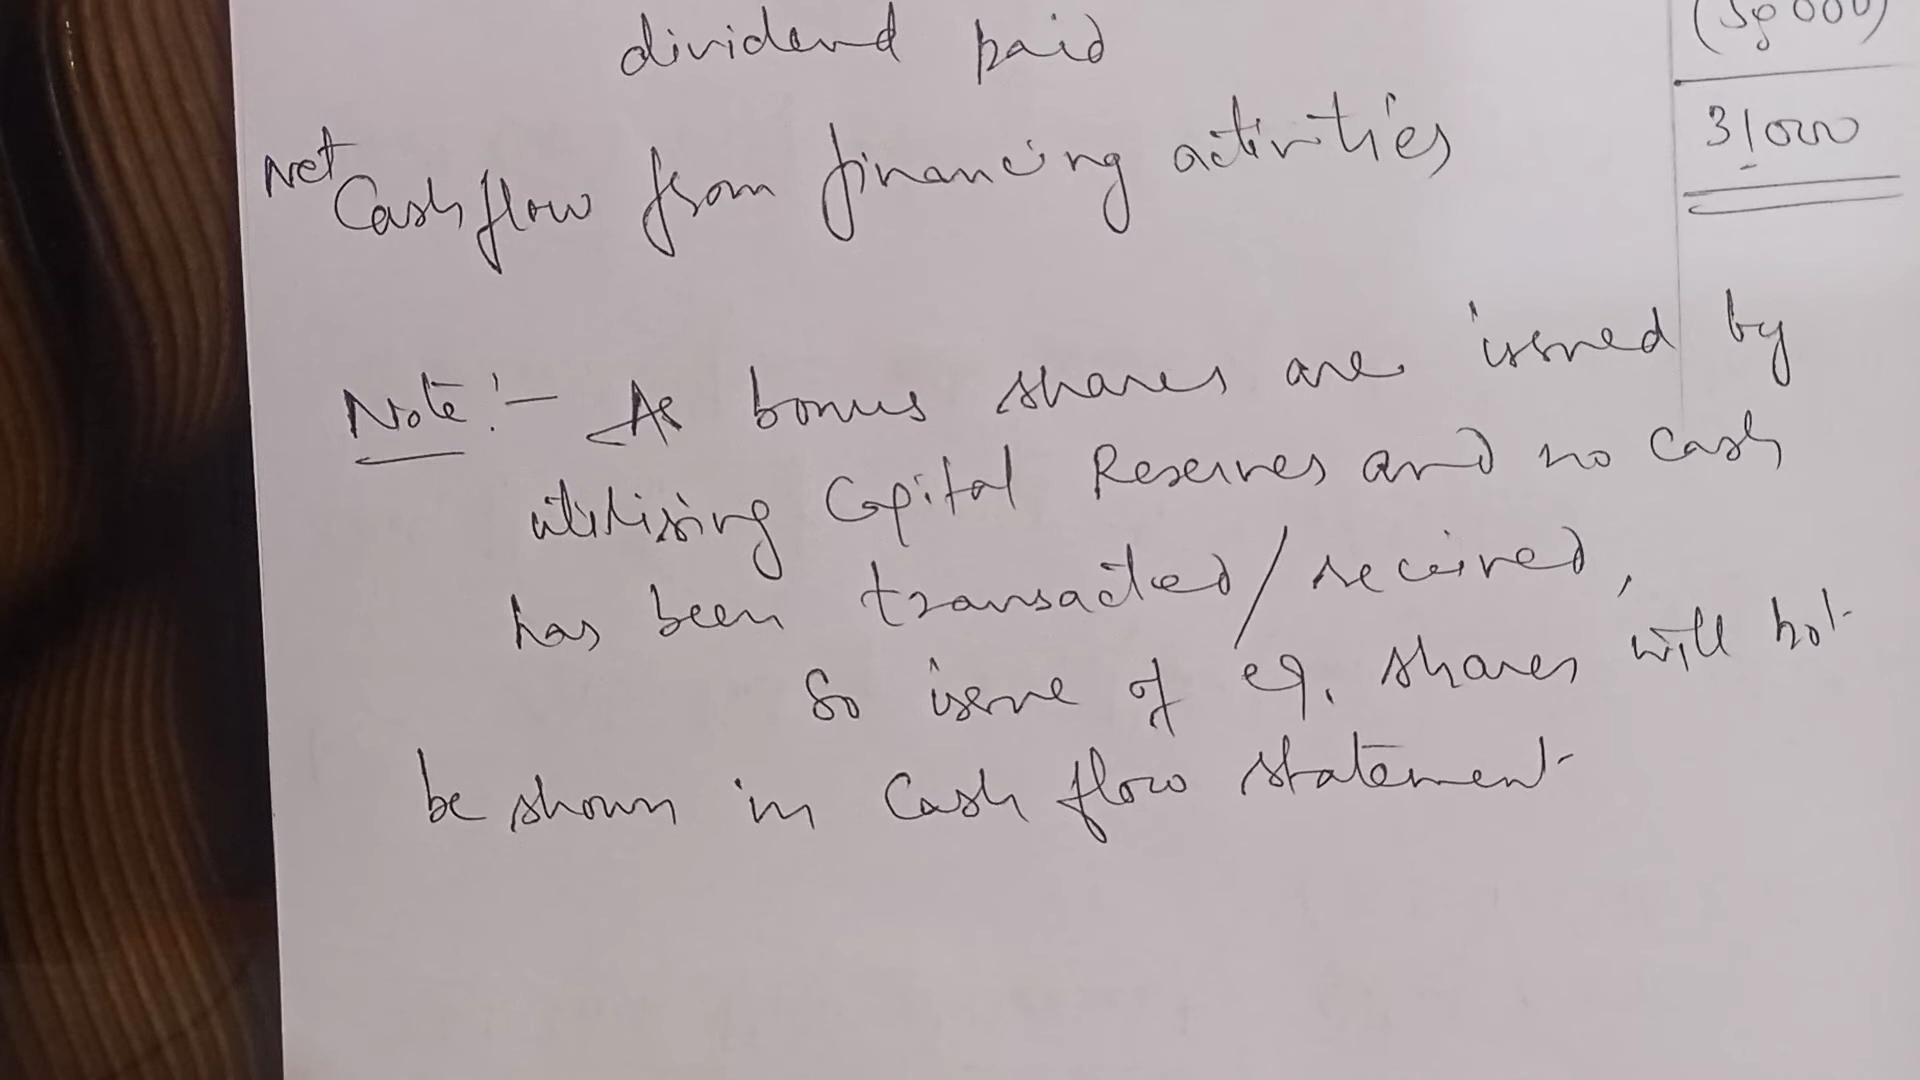 dividend paid
Net Cash flow from financing activities 31000
Note:- As bonus shares are issued by
utilising Capital Reserves and no cash
has been transacted/received,
So issue of eq. shares will not
be shown in Cash flow statement